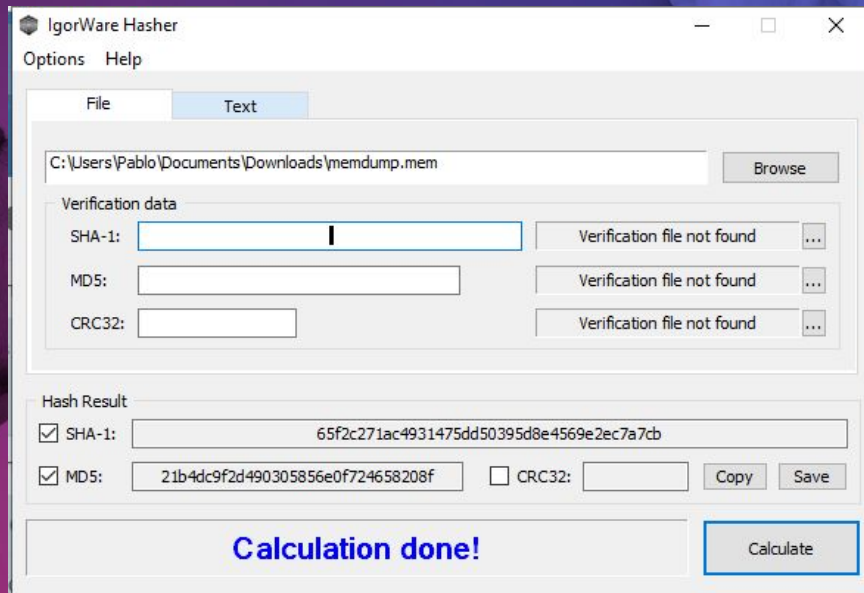 IgorWare Hasher
Options Help
File Text
C:\Users\Pablo\Documents\Downloads\memdump.mem Browse
Verification data
SHA-1: Verification file not found ...
MD5: Verification file not found ...
CRC32: Verification file not found ...
Hash Result
SHA-1: 65f2c271ac4931475dd50395d8e4569e2ec7a7cb
MD5: 21b4dc9f2d490305856e0f724658208f CRC32: Copy Save
Calculation done! Calculate